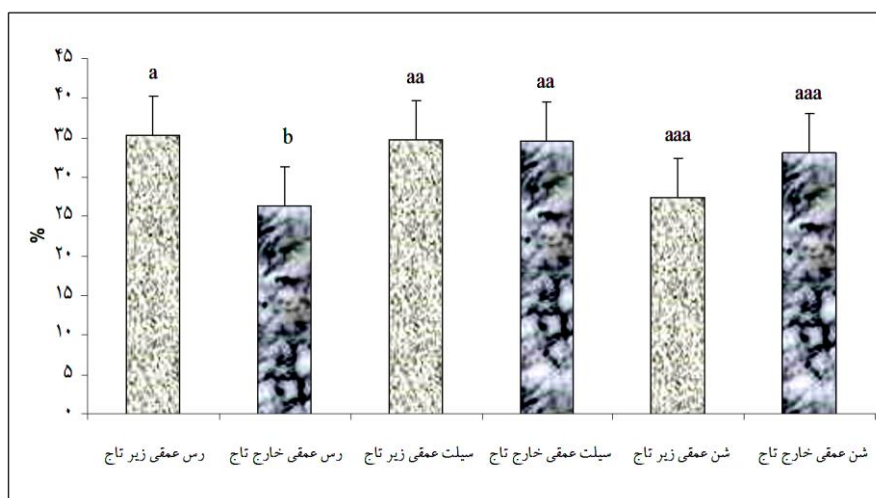 ۴۵
۴۰
۳۵
۳۰
۲۵
۲۰
۱۵
۱۰
۵
۰
%
a
b
aa
aa
aaa
aaa
رس عمقی زیر تاج
رس عمقی خارج تاج
سیلت عمقی زیر تاج
سیلت عمقی خارج تاج
شن عمقی زیر تاج
شن عمقی خارج تاج